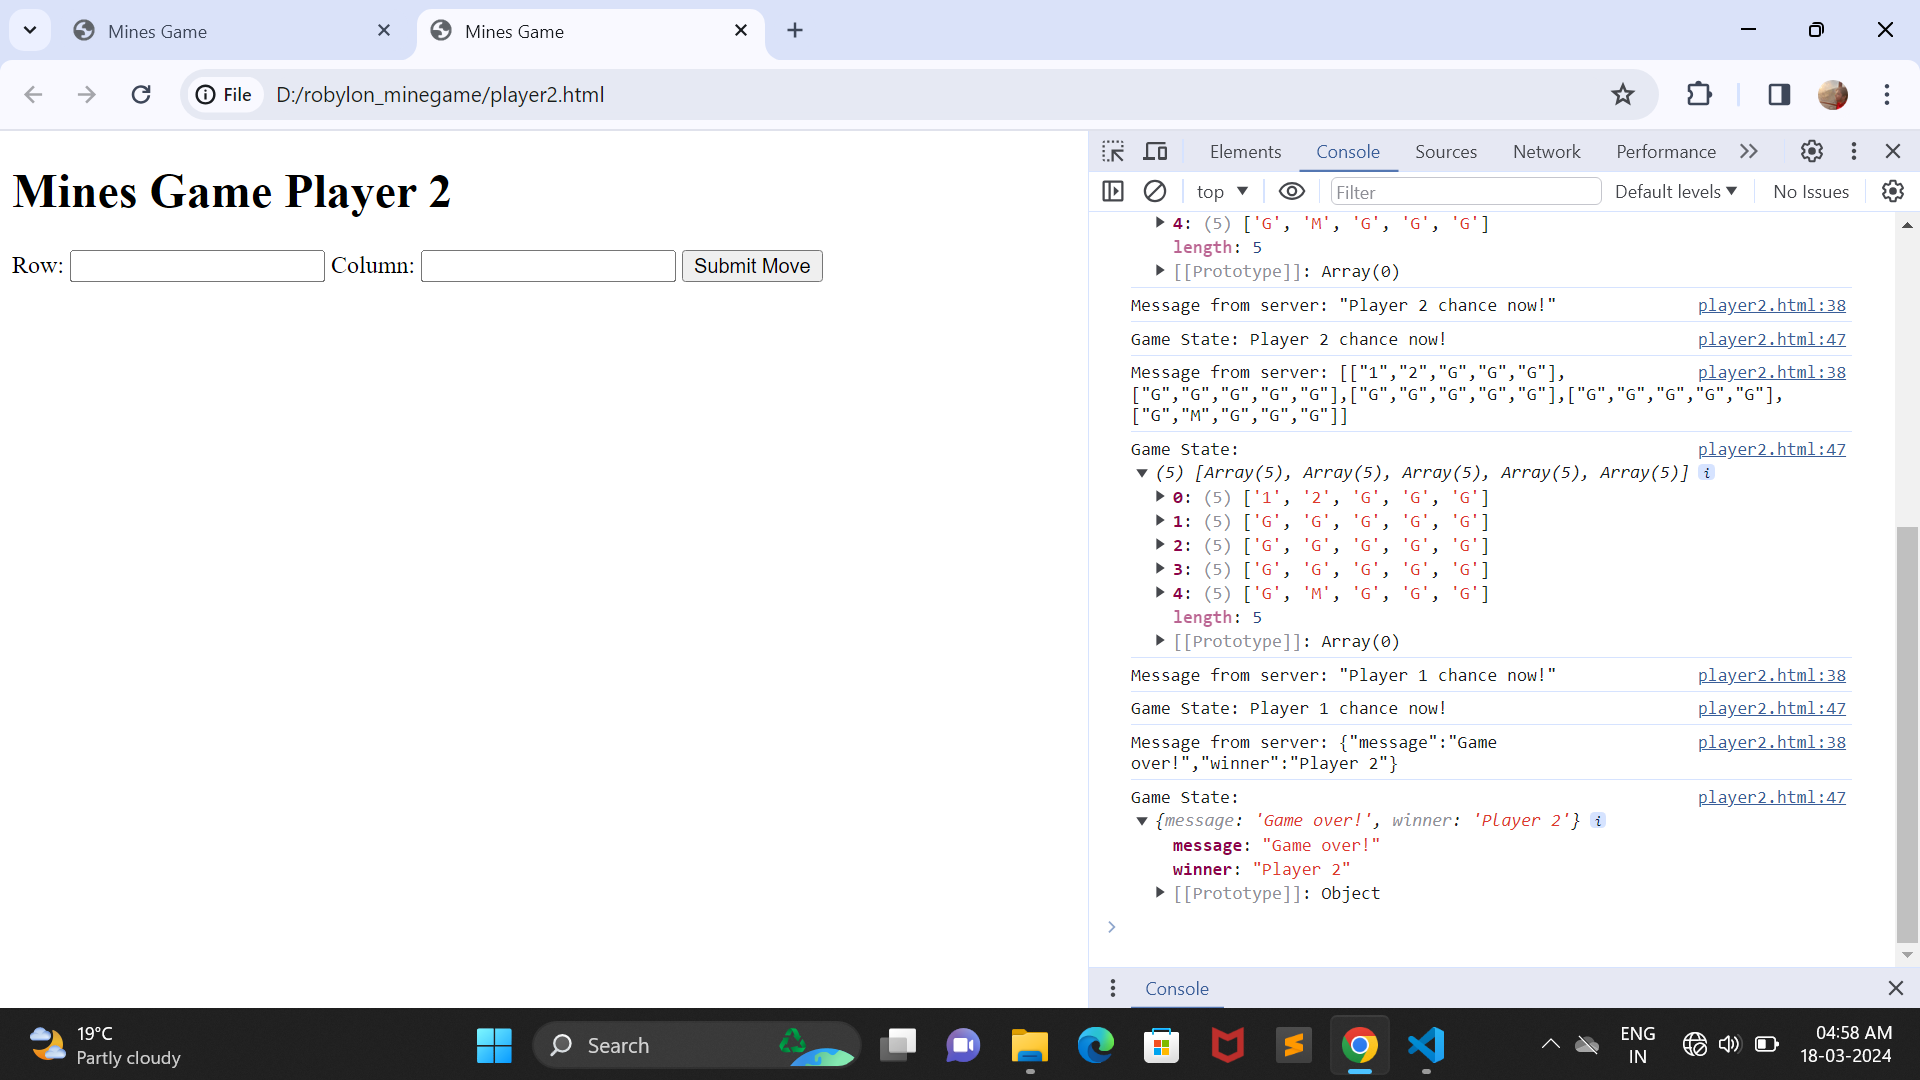 Mines Game
Mines Game
File D:/robylon_minegame/player2.html
Mines Game Player 2
Row: Column: Submit Move
Elements Console Sources Network Performance
top Filter Default levels No Issues
4: (5) ['G', 'M', 'G', 'G', 'G']
length: 5
[[Prototype]]: Array(0)
Message from server: "Player 2 chance now!" player2.html:38
Game State: Player 2 chance now! player2.html:47
Message from server: [["1","2","G","G","G"], player2.html:38
["G","G","G","G","G"],["G","G","G","G","G"],["G","G","G","G","G"],
["G","M","G","G","G"]]
Game State: player2.html:47
(5) [Array(5), Array(5), Array(5), Array(5), Array(5)] i
0: (5) ['1', '2', 'G', 'G', 'G']
1: (5) ['G', 'G', 'G', 'G', 'G']
2: (5) ['G', 'G', 'G', 'G', 'G']
3: (5) ['G', 'G', 'G', 'G', 'G']
4: (5) ['G', 'M', 'G', 'G', 'G']
length: 5
[[Prototype]]: Array(0)
Message from server: "Player 1 chance now!" player2.html:38
Game State: Player 1 chance now! player2.html:47
Message from server: {"message":"Game player2.html:38
over!","winner":"Player 2"}
Game State: player2.html:47
{message: 'Game over!', winner: 'Player 2'} i
message: "Game over!"
winner: "Player 2"
[[Prototype]]: Object
Console
19°C
Partly cloudy
Search
ENG
IN
04:58 AM
18-03-2024